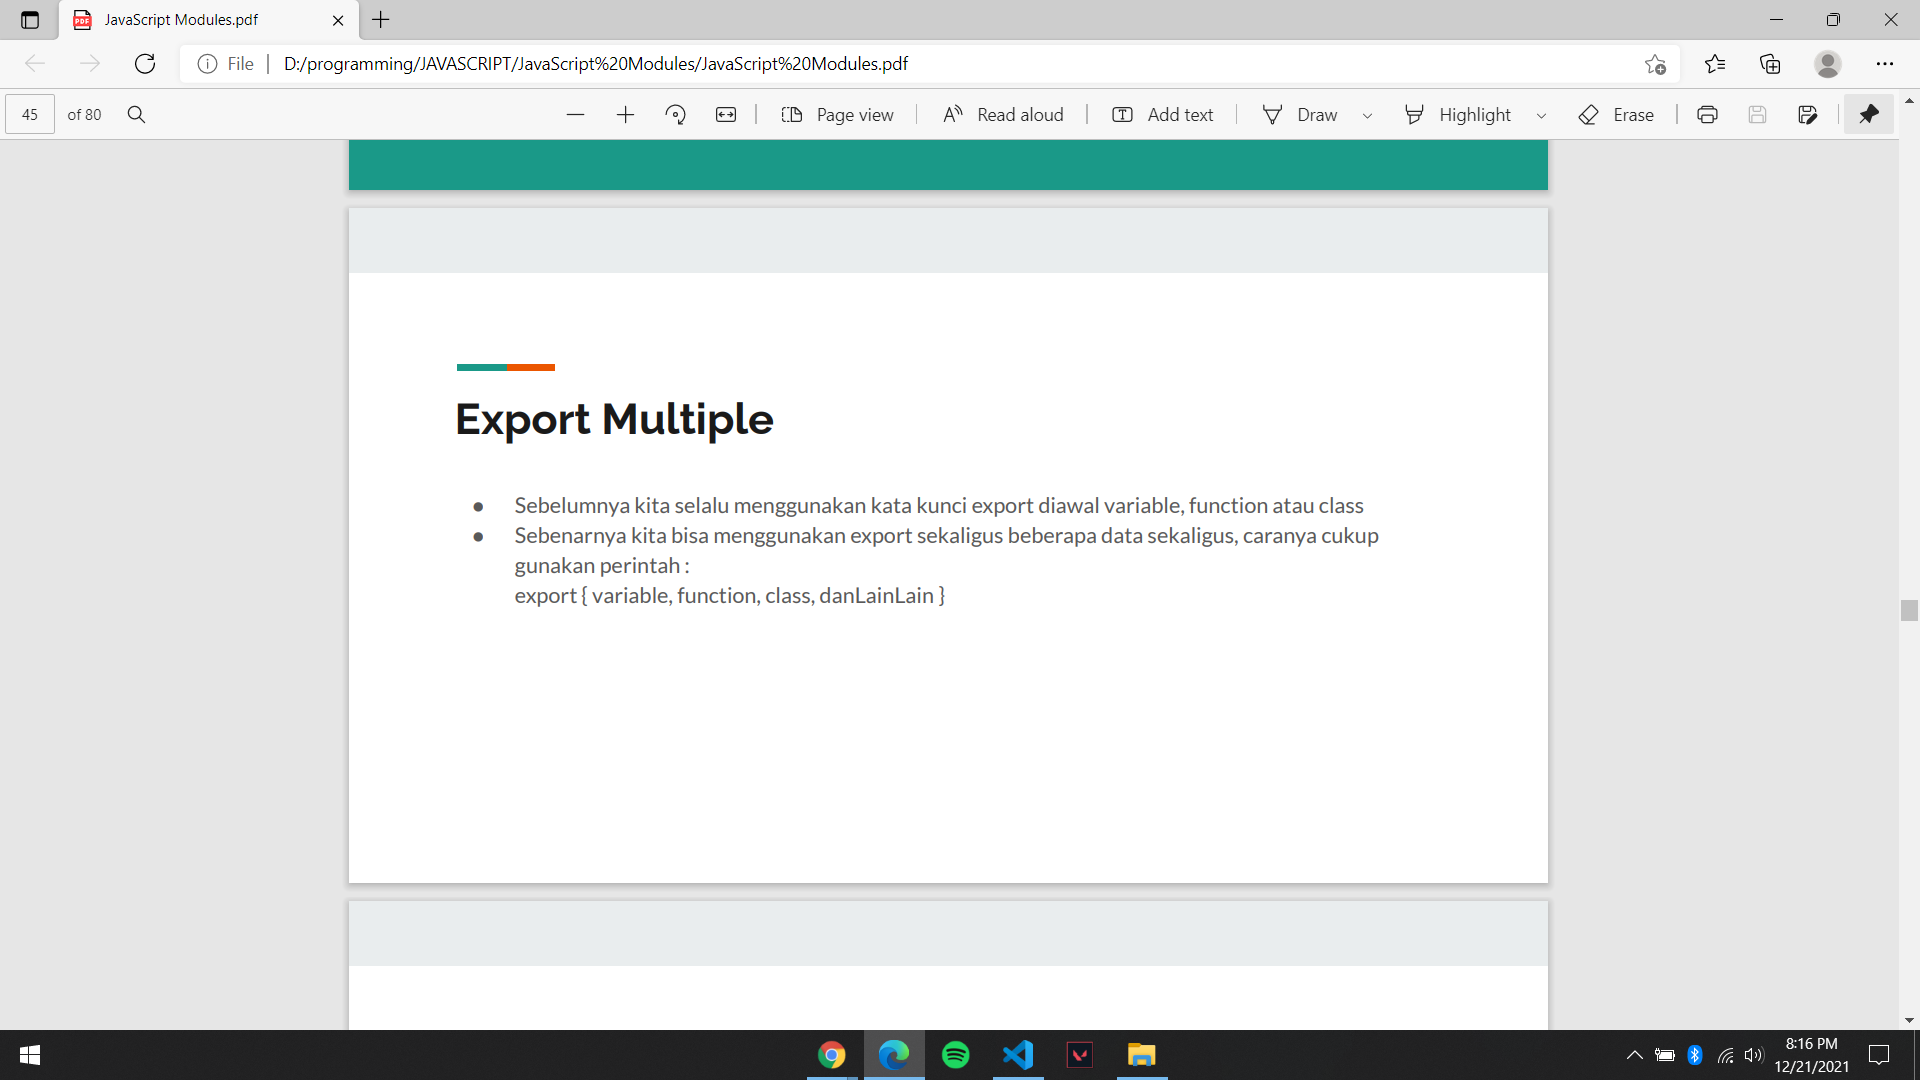 JavaScript Modules.pdf
File
D:/programming/JAVASCRIPT/JavaScript%20Modules/JavaScript%20Modules.pdf
45 of 80
Page view
Read aloud
Add text
Draw
Highlight
Erase
Export Multiple
● Sebelumnya kita selalu menggunakan kata kunci export diawal variable, function atau class
● Sebenarnya kita bisa menggunakan export sekaligus beberapa data sekaligus, caranya cukup
gunakan perintah :
export { variable, function, class, danLainLain }
8:16 PM
12/21/2021